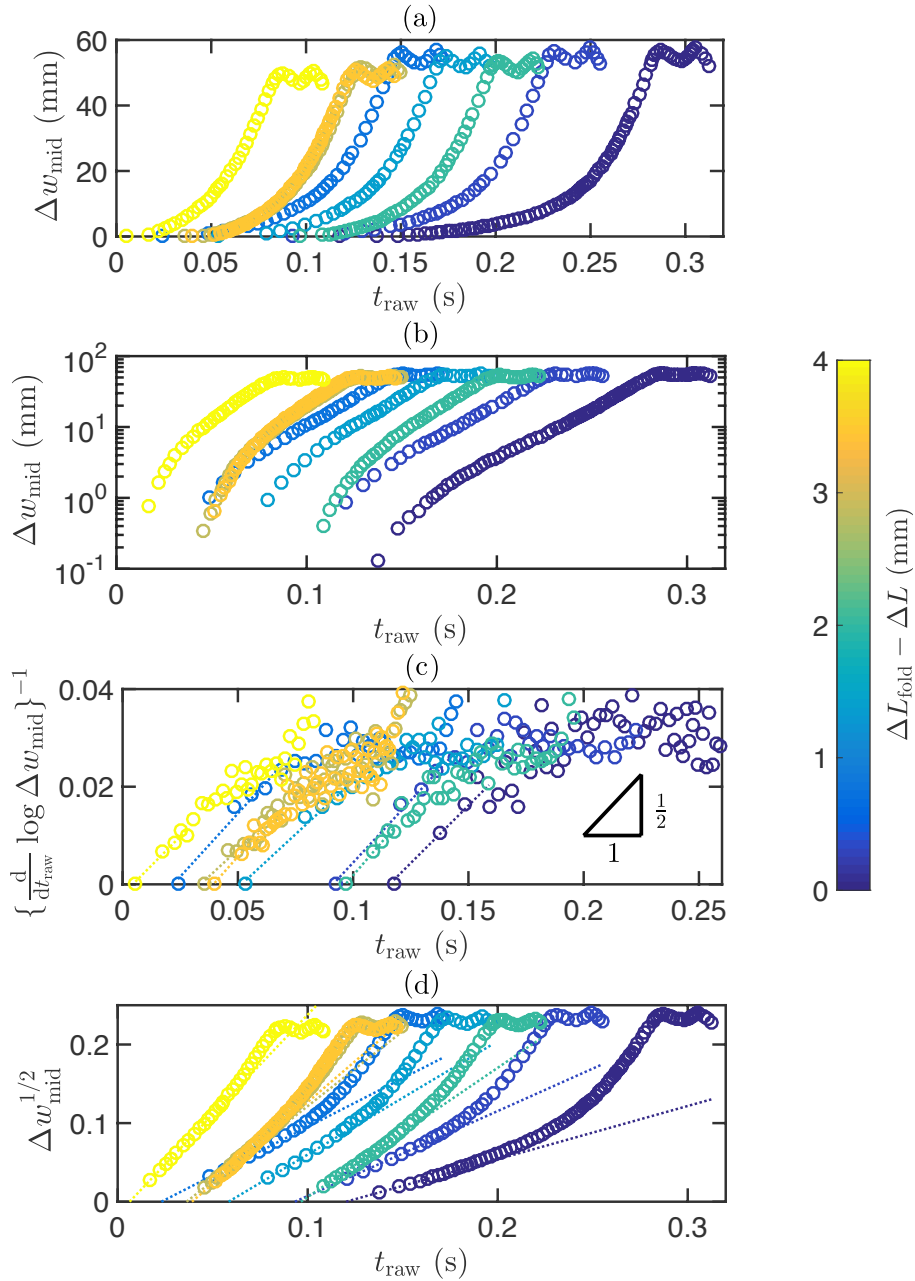 (a)
60
40
20
0
Δw_mid (mm)
0 0.05 0.1 0.15 0.2 0.25 0.3
t_raw (s)
(b)
10^2
10^1
10^0
10^-1
Δw_mid (mm)
0 0.1 0.2 0.3
t_raw (s)
(c)
0.04
0.02
0
{d/dt_raw log Δw_mid}^−1
1/2
1
0 0.05 0.1 0.15 0.2 0.25
t_raw (s)
(d)
0.2
0.1
0
Δw_mid^1/2
0 0.1 0.2 0.3
t_raw (s)
4
3
2
1
0
ΔL_fold − ΔL (mm)